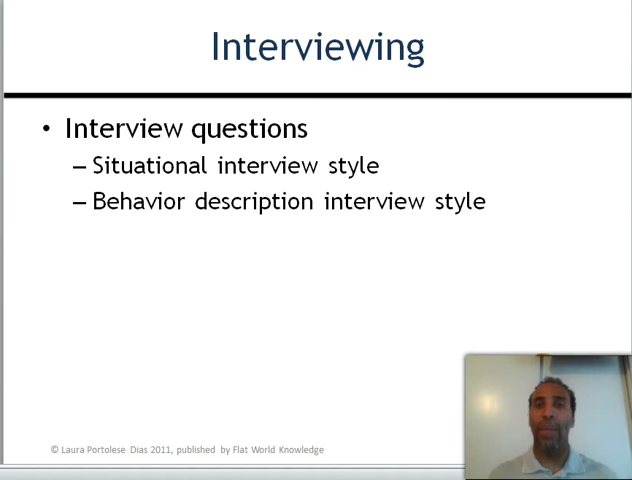 Interviewing
• Interview questions
– Situational interview style
– Behavior description interview style
© Laura Portolese Dias 2011, published by Flat World Knowledge